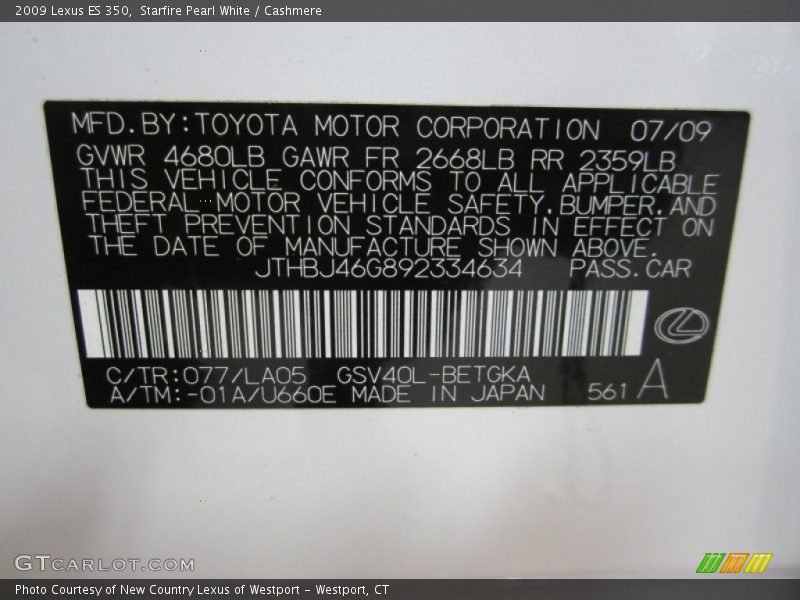 2009 Lexus ES 350,  Starfire Pearl White / Cashmere
MFD.BY:TOYOTA MOTOR CORPORATION 07/09
GVWR 4680LB GAWR FR 2668LB RR 2359LB
THIS VEHICLE CONFORMS TO ALL APPLICABLE
FEDERAL MOTOR VEHICLE SAFETY,BUMPER,AND
THEFT PREVENTION STANDARDS IN EFFECT ON
THE DATE OF MANUFACTURE SHOWN ABOVE.
JTHBJ46G892334634 PASS.CAR
C/TR:077/LA05 GSV40L-BETGKA
A/TM:-01A/U660E MADE IN JAPAN 561 A
GTCARLOT.COM
Photo Courtesy of New Country Lexus of Westport - Westport, CT